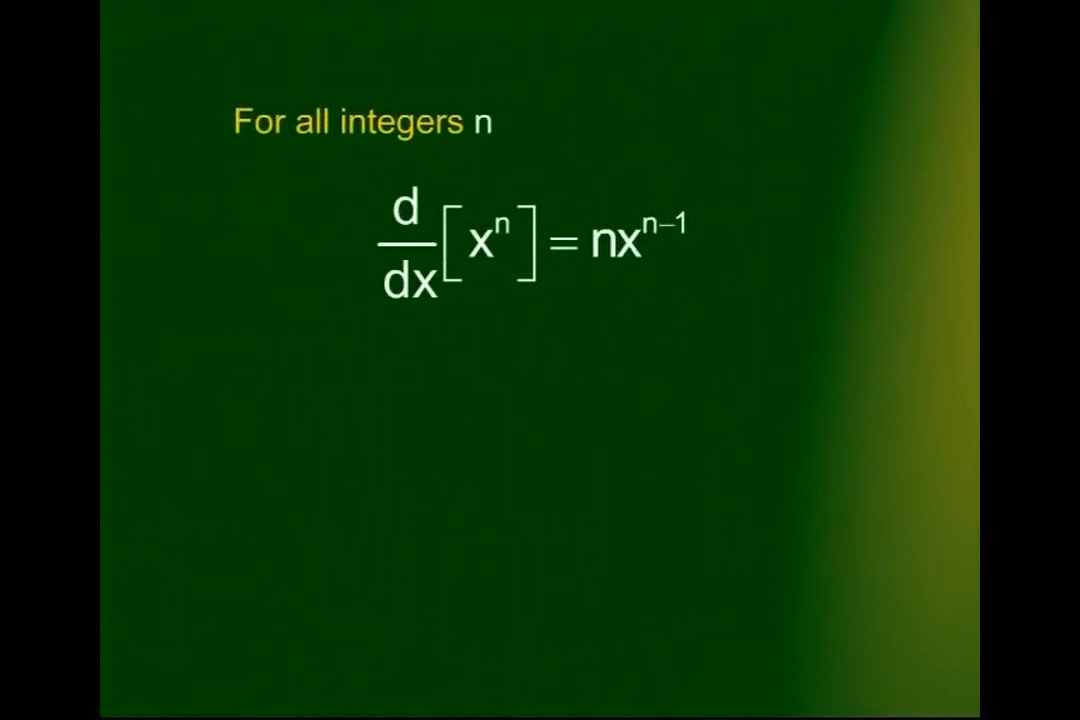 For all integers n
d/dx [xⁿ] = nxⁿ⁻¹